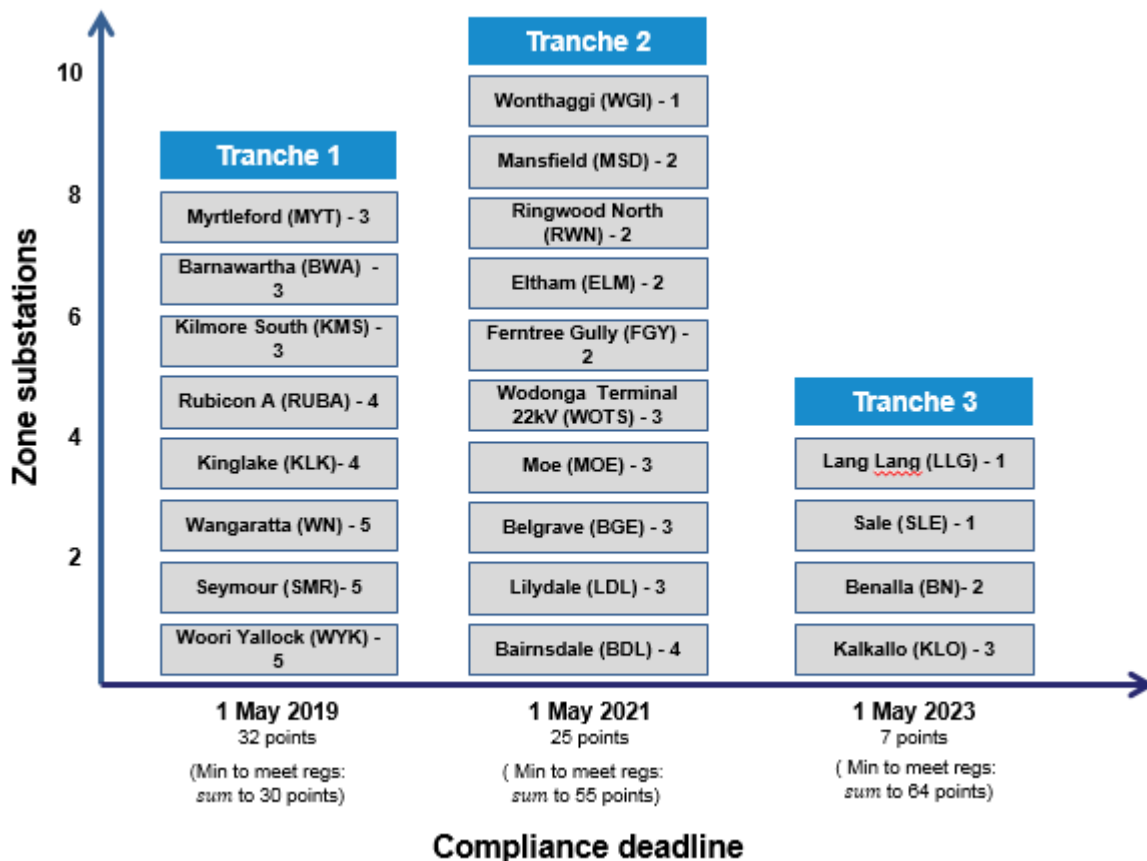 Zone substations
10
8
6
4
2
Tranche 1
Myrtleford (MYT) - 3
Barnawartha (BWA) -
3
Kilmore South (KMS) -
3
Rubicon A (RUBA) - 4
Kinglake (KLK)- 4
Wangaratta (WN) - 5
Seymour (SMR)- 5
Woori Yallock (WYK) -
5
1 May 2019
32 points
(Min to meet regs:
sum to 30 points)
Tranche 2
Wonthaggi (WGI) - 1
Mansfield (MSD) - 2
Ringwood North
(RWN) - 2
Eltham (ELM) - 2
Ferntree Gully (FGY) -
2
Wodonga Terminal
22kV (WOTS) - 3
Moe (MOE) - 3
Belgrave (BGE) - 3
Lilydale (LDL) - 3
Bairnsdale (BDL) - 4
1 May 2021
25 points
( Min to meet regs:
sum to 55 points)
Tranche 3
Lang Lang (LLG) - 1
Sale (SLE) - 1
Benalla (BN)- 2
Kalkallo (KLO) - 3
1 May 2023
7 points
( Min to meet regs:
sum to 64 points)
Compliance deadline